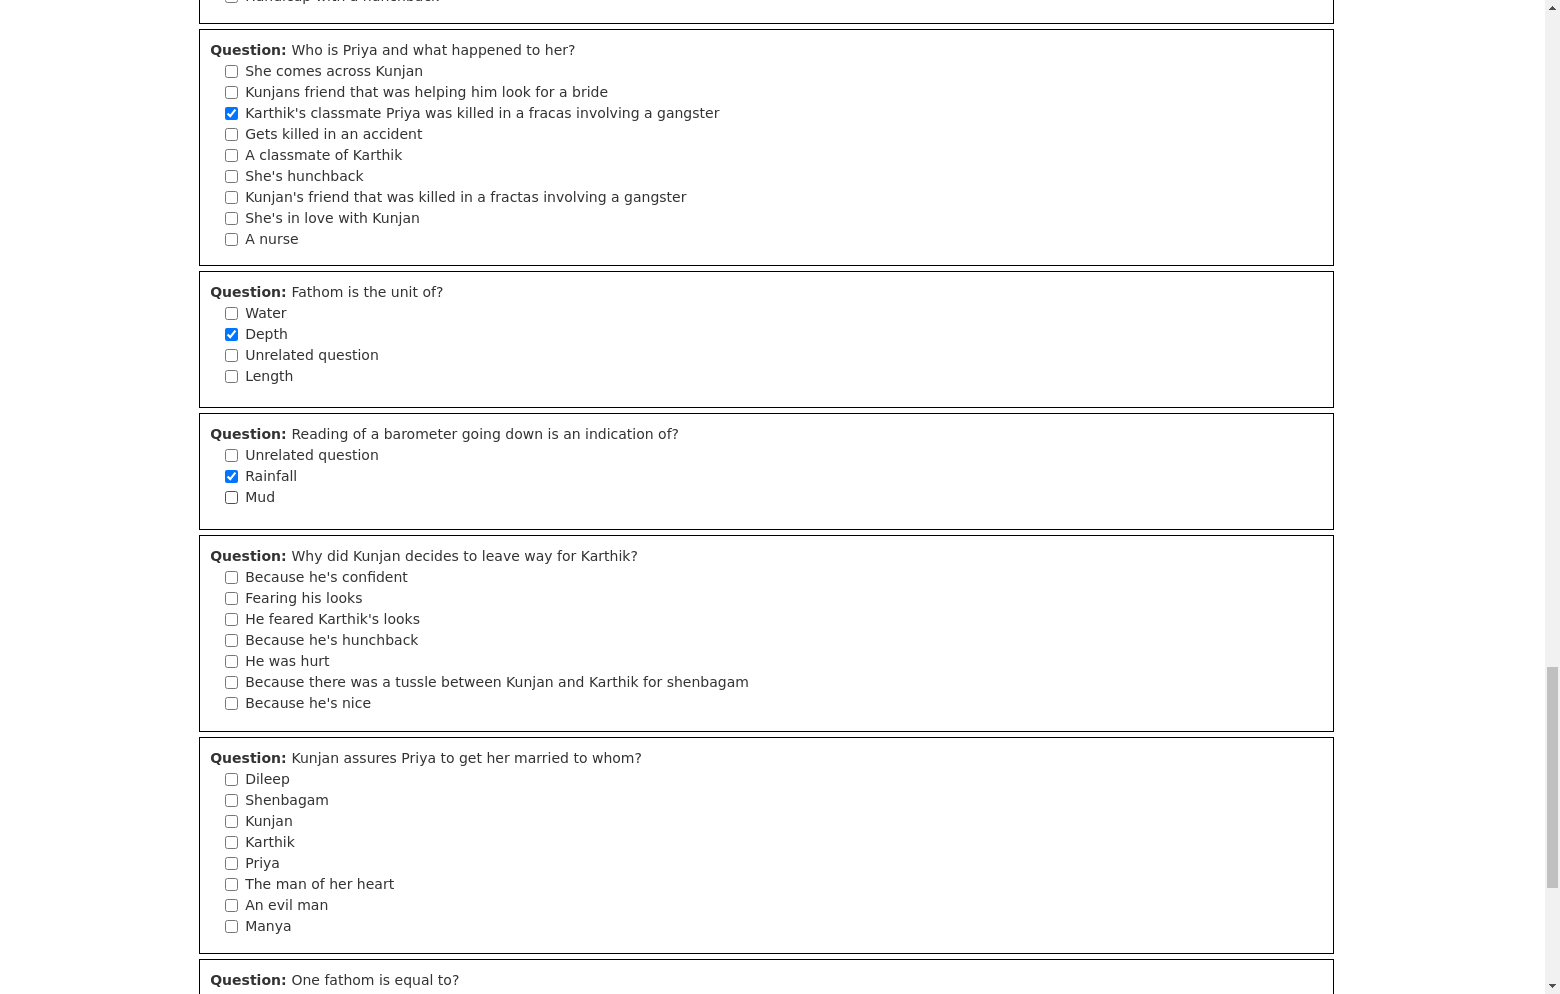 Handicap with a hunchback
Question: Who is Priya and what happened to her?
She comes across Kunjan
Kunjans friend that was helping him look for a bride
Karthik's classmate Priya was killed in a fracas involving a gangster
Gets killed in an accident
A classmate of Karthik
She's hunchback
Kunjan's friend that was killed in a fractas involving a gangster
She's in love with Kunjan
A nurse
Question: Fathom is the unit of?
Water
Depth
Unrelated question
Length
Question: Reading of a barometer going down is an indication of?
Unrelated question
Rainfall
Mud
Question: Why did Kunjan decides to leave way for Karthik?
Because he's confident
Fearing his looks
He feared Karthik's looks
Because he's hunchback
He was hurt
Because there was a tussle between Kunjan and Karthik for shenbagam
Because he's nice
Question: Kunjan assures Priya to get her married to whom?
Dileep
Shenbagam
Kunjan
Karthik
Priya
The man of her heart
An evil man
Manya
Question: One fathom is equal to?